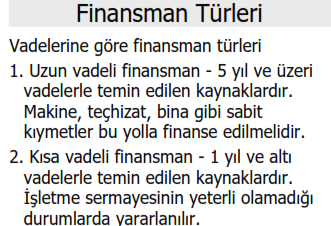 Finansman Türleri
Vadelerine göre finansman türleri
1. Uzun vadeli finansman - 5 yıl ve üzeri
vadelerle temin edilen kaynaklardır.
Makine, teçhizat, bina gibi sabit
kıymetler bu yolla finanse edilmelidir.
2. Kısa vadeli finansman - 1 yıl ve altı
vadelerle temin edilen kaynaklardır.
İşletme sermayesinin yeterli olamadığı
durumlarda yararlanılır.